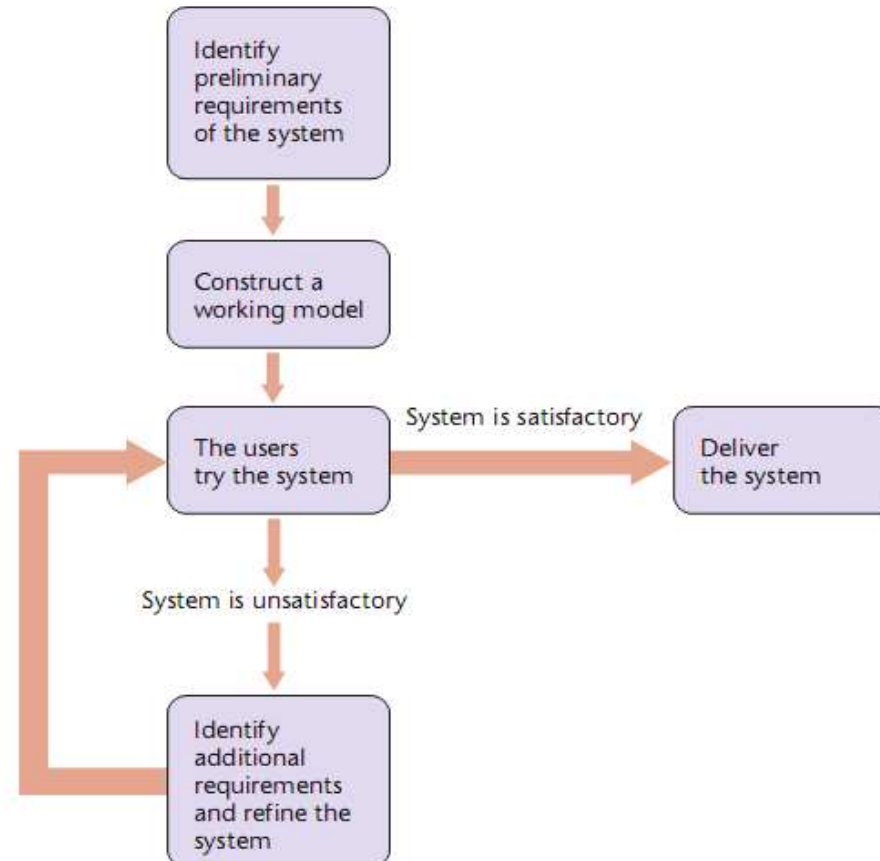 Identify
preliminary
requirements
of the system
Construct a
working model
The users
try the system
System is satisfactory
Deliver
the system
System is unsatisfactory
Identify
additional
requirements
and refine the
system